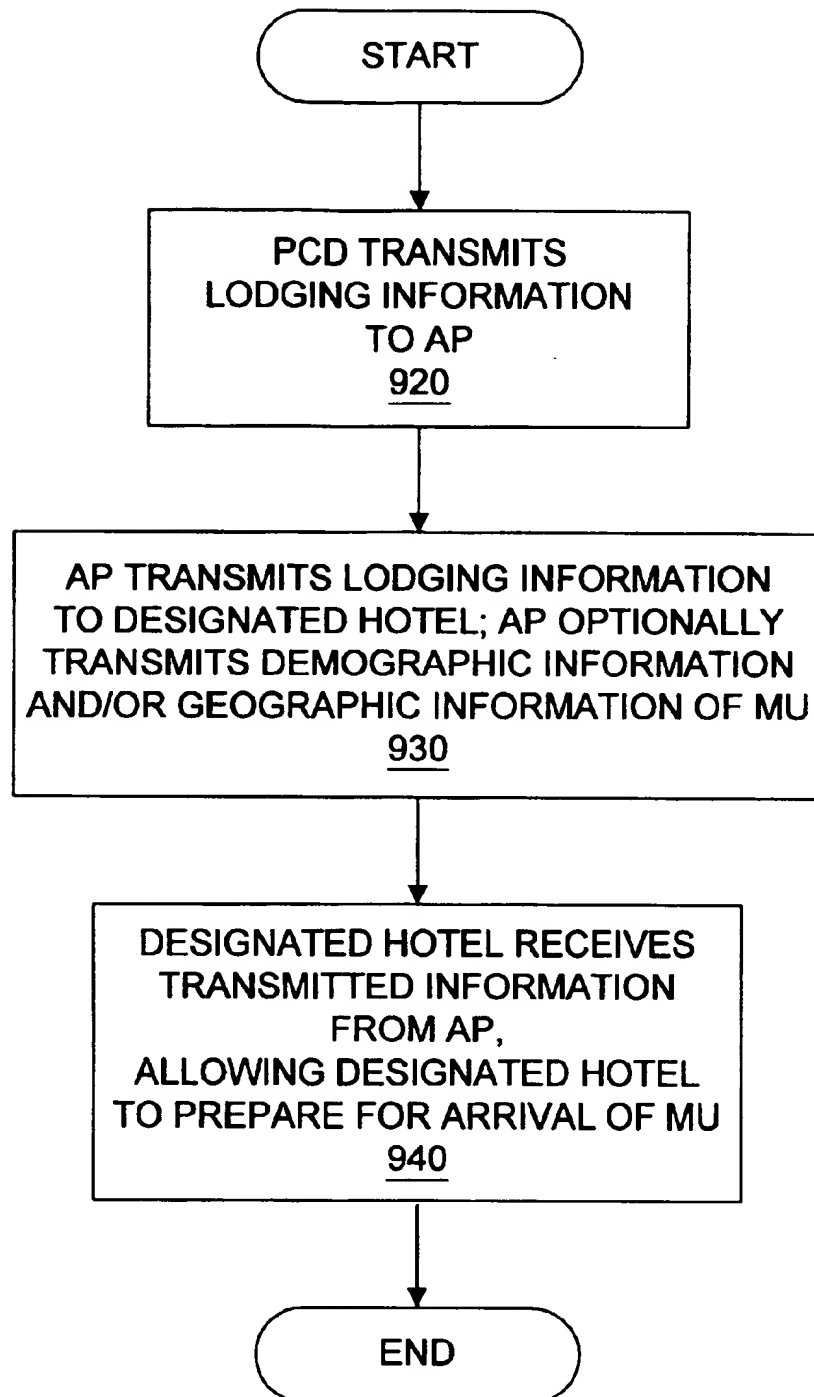 START
PCD TRANSMITS
LODGING INFORMATION
TO AP
920
AP TRANSMITS LODGING INFORMATION
TO DESIGNATED HOTEL; AP OPTIONALLY
TRANSMITS DEMOGRAPHIC INFORMATION
AND/OR GEOGRAPHIC INFORMATION OF MU
930
DESIGNATED HOTEL RECEIVES
TRANSMITTED INFORMATION
FROM AP,
ALLOWING DESIGNATED HOTEL
TO PREPARE FOR ARRIVAL OF MU
940
END